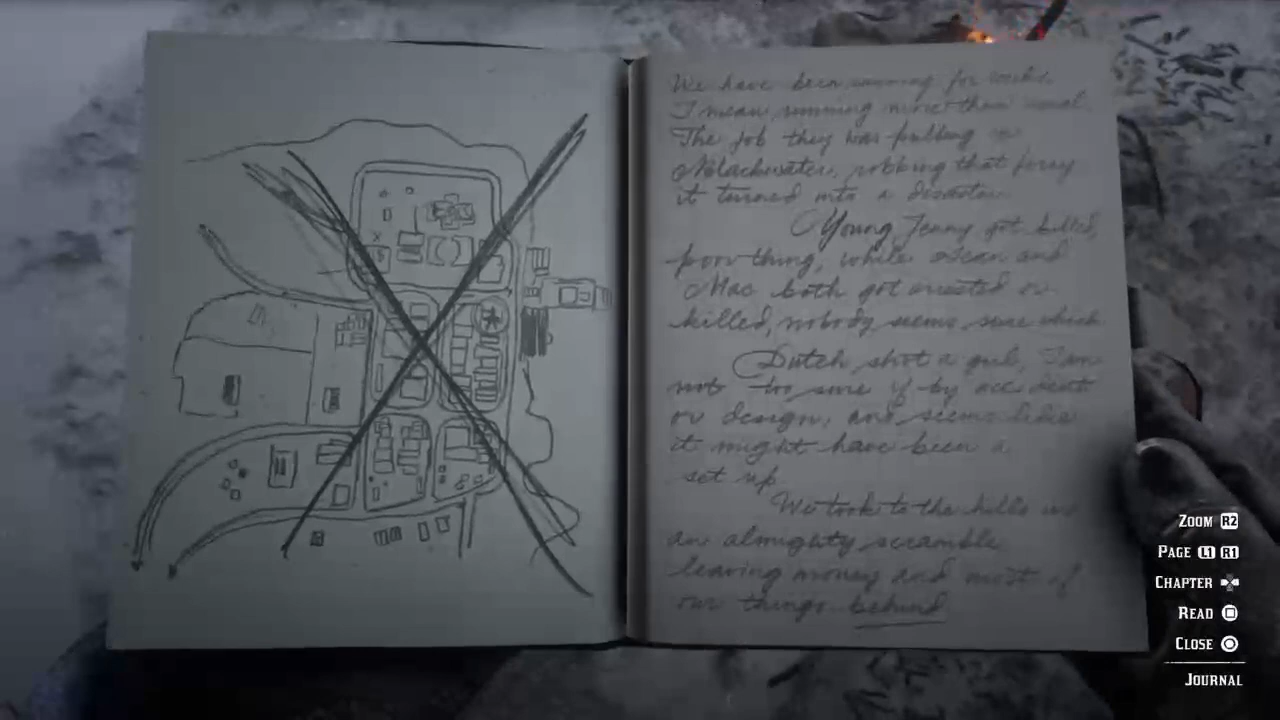 We have been running for weeks.
I mean, running more than usual.
The job they was pulling in
Blackwater, robbing that ferry
it turned into a disaster.
Young Jenny got killed,
poor thing, while Sean and
Mac both got arrested or
killed, nobody seems sure which
Dutch shot a girl, I am
not too sure if by accident
or design, and seems like
it might have been a
set up.
We took to the hills in
an almighty scramble
leaving money and most of
our things behind.
ZOOM R2
PAGE L1 R1
CHAPTER
READ
CLOSE
JOURNAL